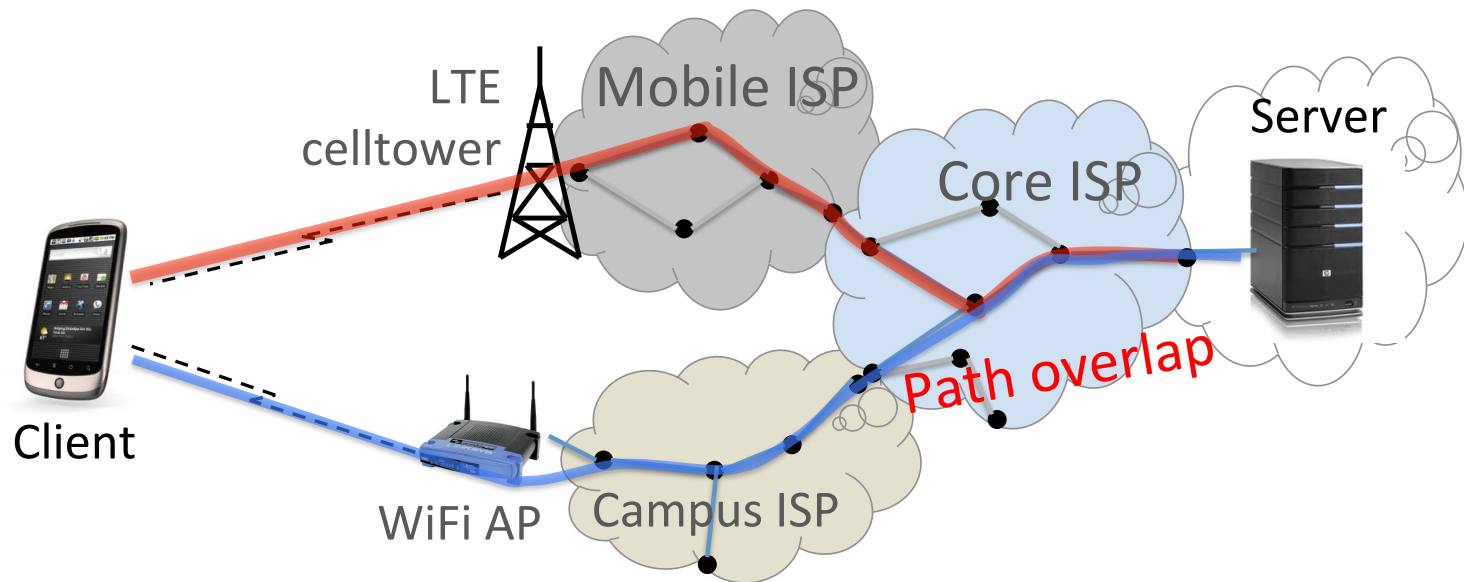 LTE
celltower
Mobile ISP
Core ISP
Server
Path overlap
Client
WiFi AP
Campus ISP